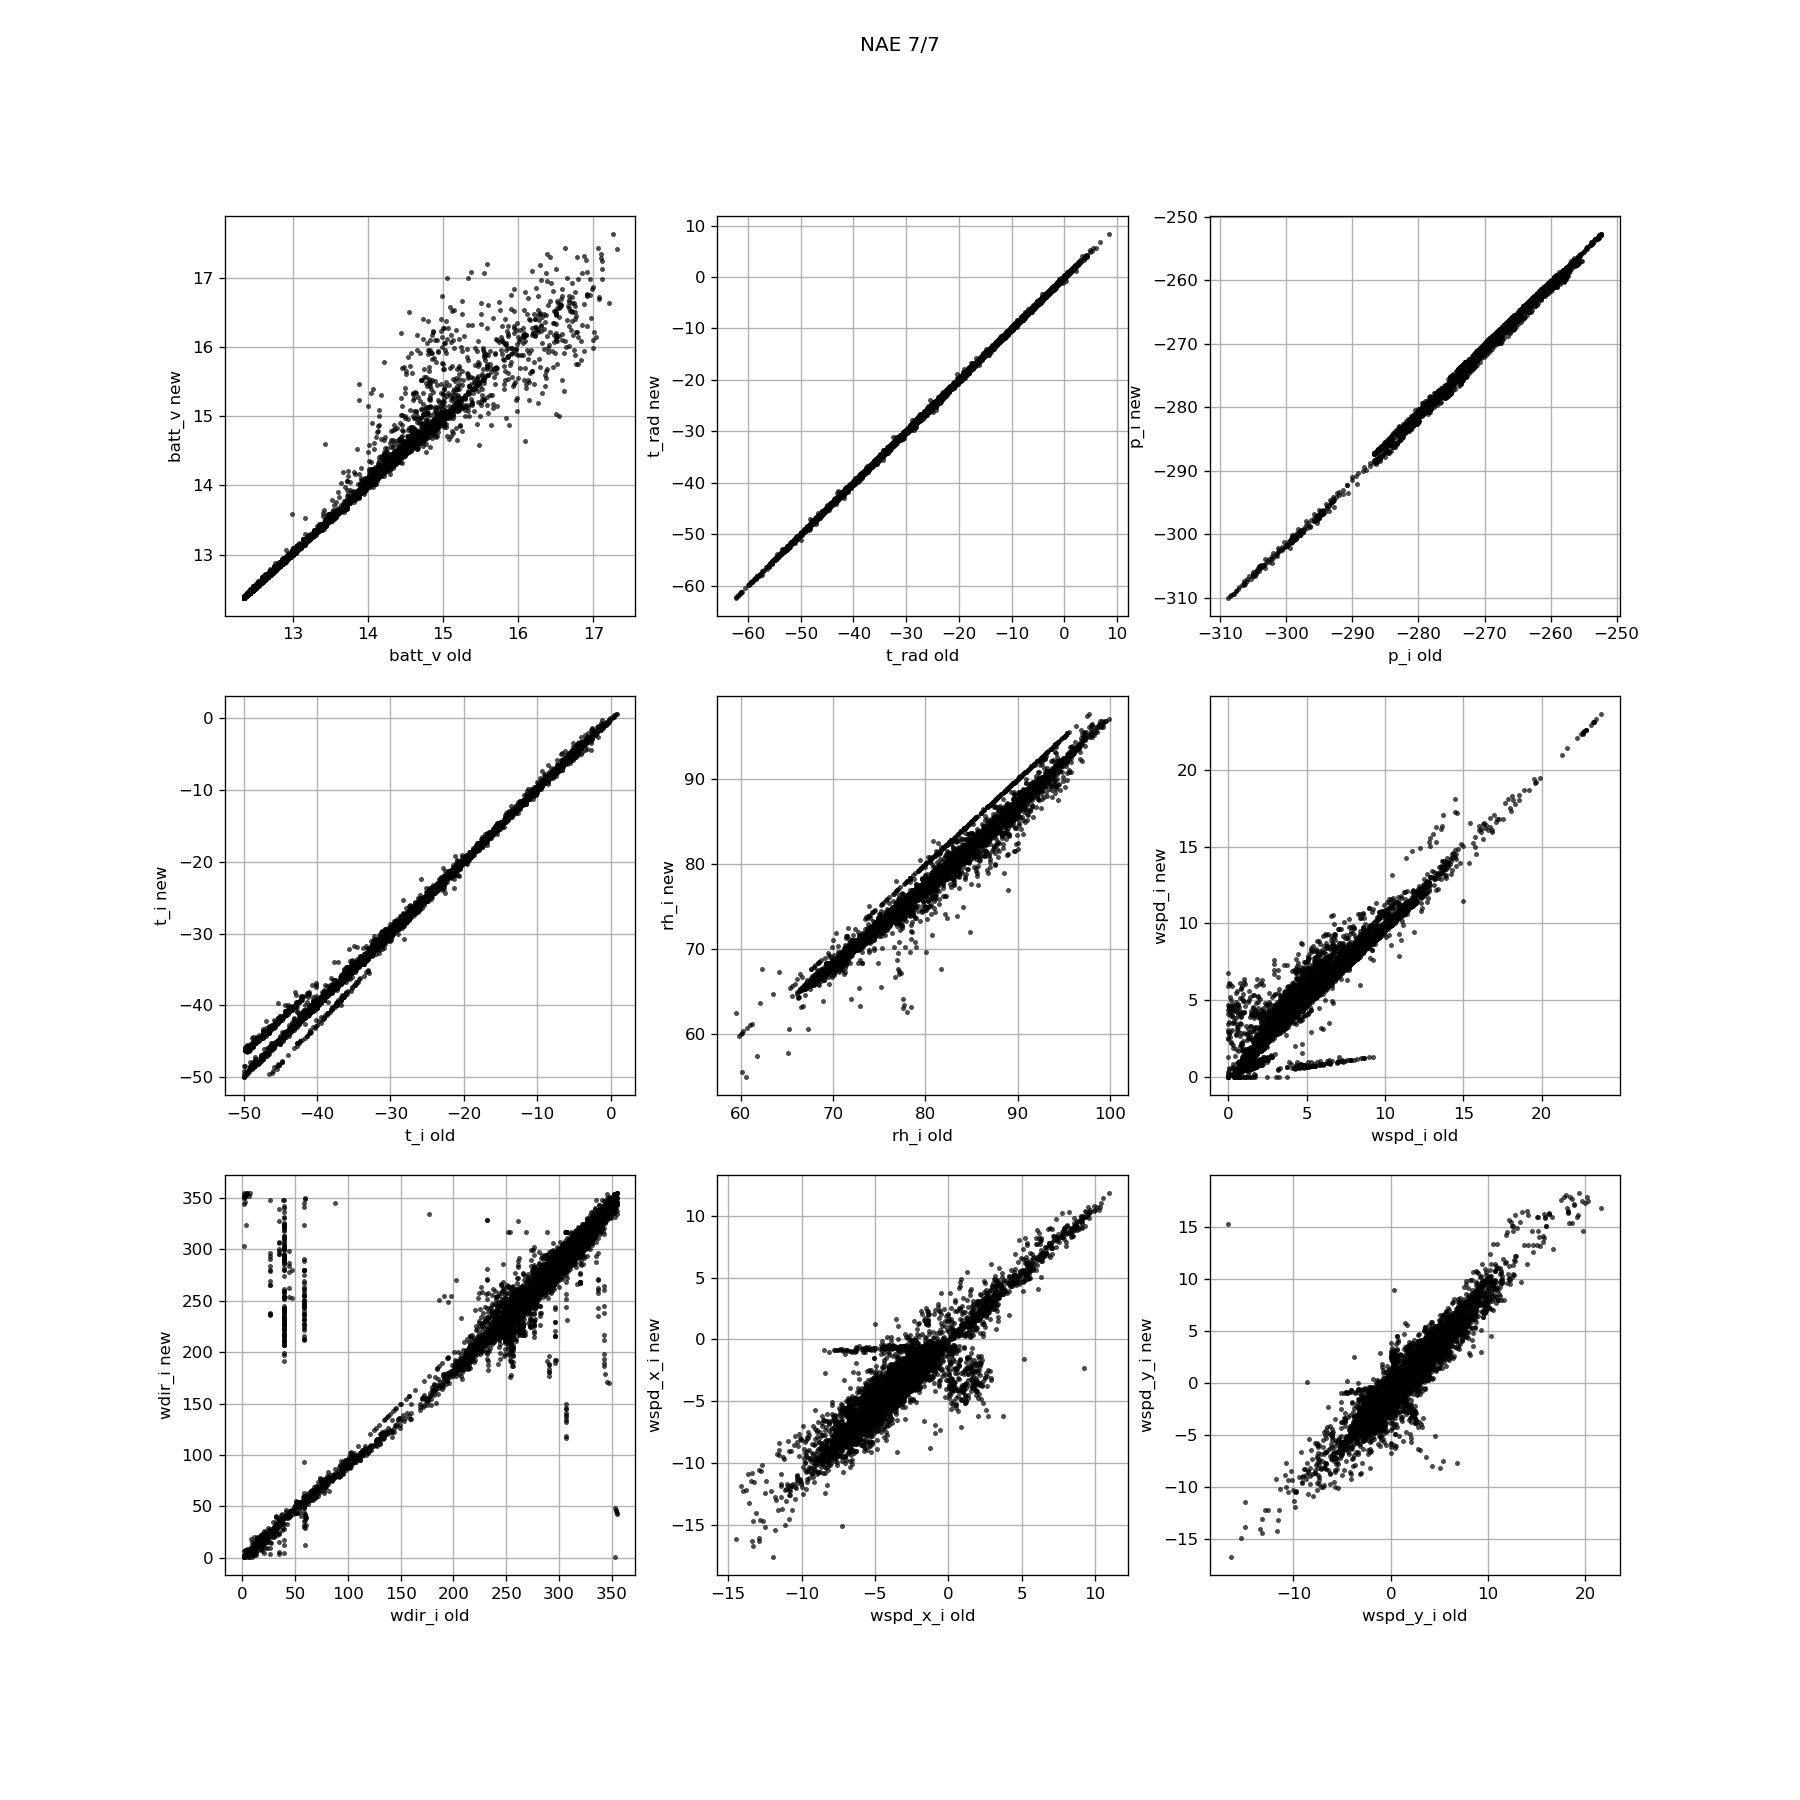 NAE 7/7
batt_v new
17
16
15
14
13
13 14 15 16 17
batt_v old
t_rad new
10
0
−10
−20
−30
−40
−50
−60
−60 −50 −40 −30 −20 −10 0 10
t_rad old
p_i new
−250
−260
−270
−280
−290
−300
−310
−310 −300 −290 −280 −270 −260 −250
p_i old
t_i new
0
−10
−20
−30
−40
−50
−50 −40 −30 −20 −10 0
t_i old
rh_i new
90
80
70
60
60 70 80 90 100
rh_i old
wspd_i new
20
15
10
5
0
0 5 10 15 20
wspd_i old
wdir_i new
350
300
250
200
150
100
50
0
0 50 100 150 200 250 300 350
wdir_i old
wspd_x_i new
10
5
0
−5
−10
−15
−15 −10 −5 0 5 10
wspd_x_i old
wspd_y_i new
15
10
5
0
−5
−10
−15
−10 0 10 20
wspd_y_i old